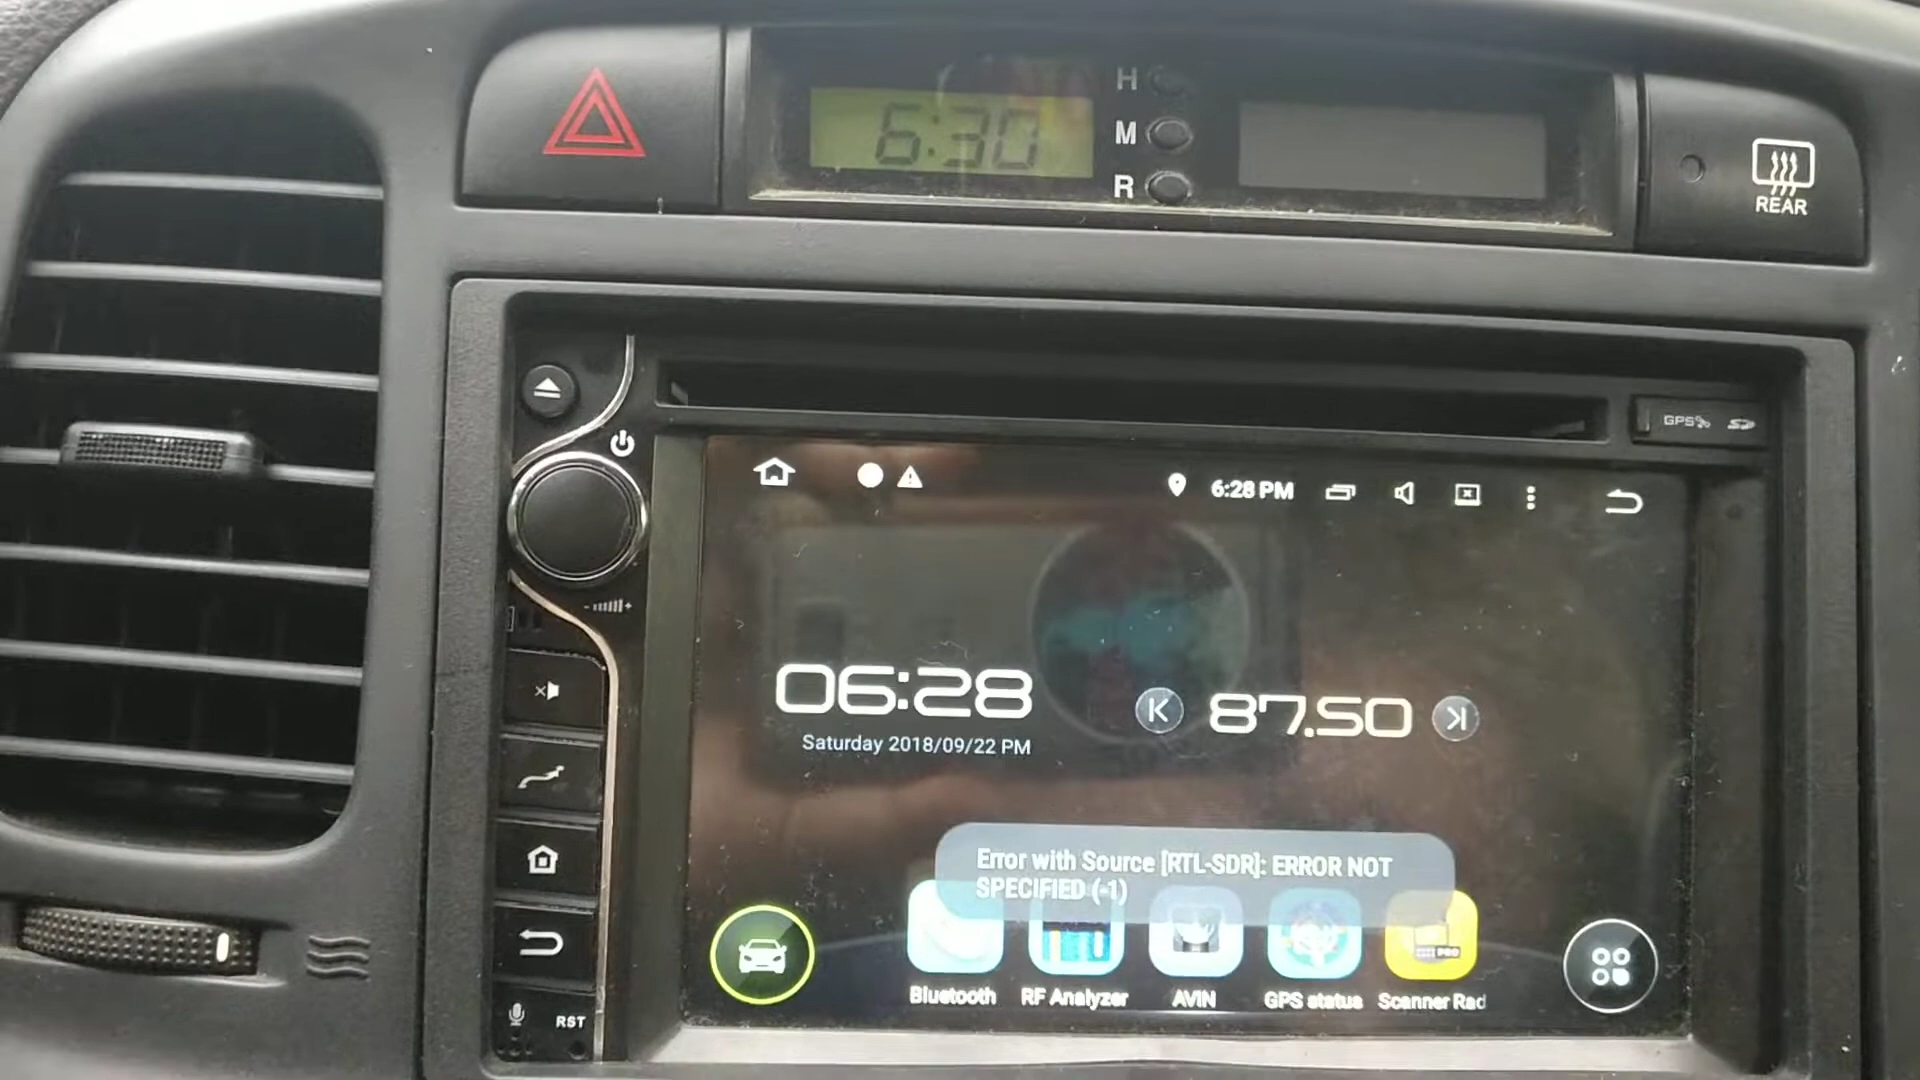 H
6:30
M
R
REAR
GPS
6:28 PM
06:28
87.50
Saturday 2018/09/22 PM
Error with Source [RTL-SDR]: ERROR NOT
SPECIFIED (-1)
PRO
Bluetooth
RF Analyzer
AVIN
GPS status
Scanner Rad
RST